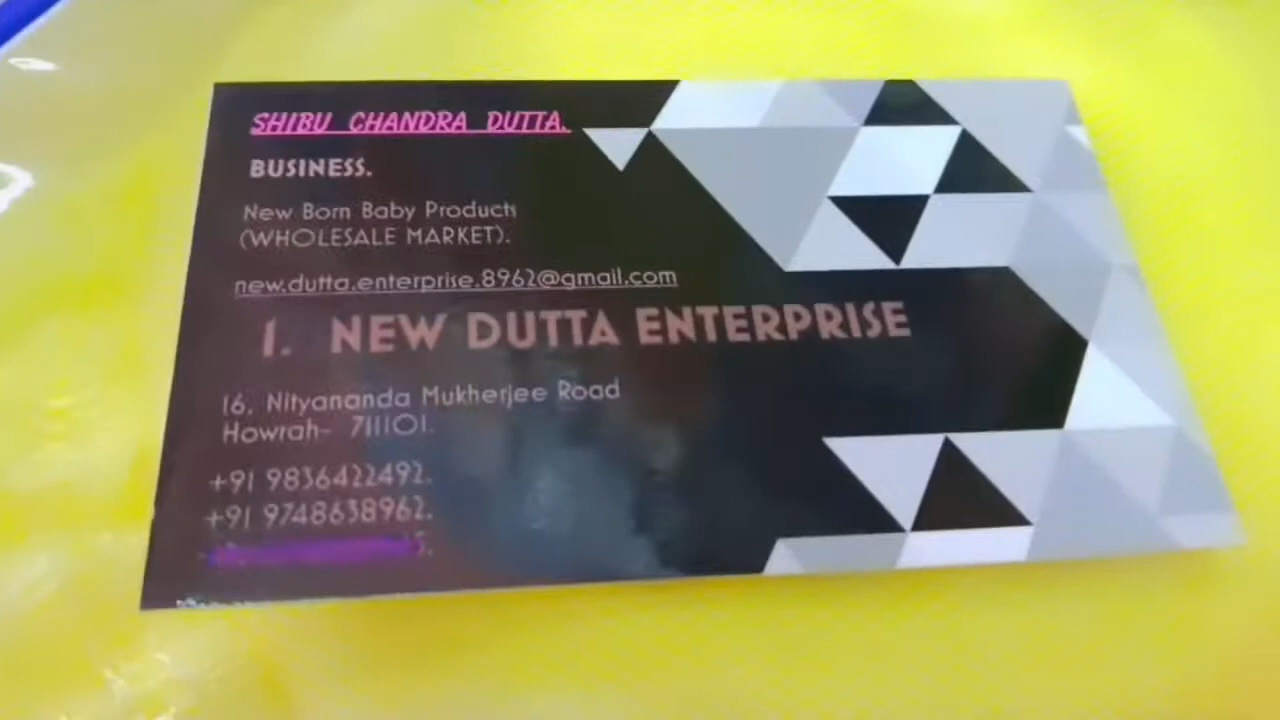 SHIBU CHANDRA DUTTA.
BUSINESS.
New Born Baby Products
(WHOLESALE MARKET).
new.dutta.enterprise.8962@gmail.com
1. NEW DUTTA ENTERPRISE
16, Nityananda Mukherjee Road
Howrah- 711101.
+91 9836422492.
+91 9748638962.